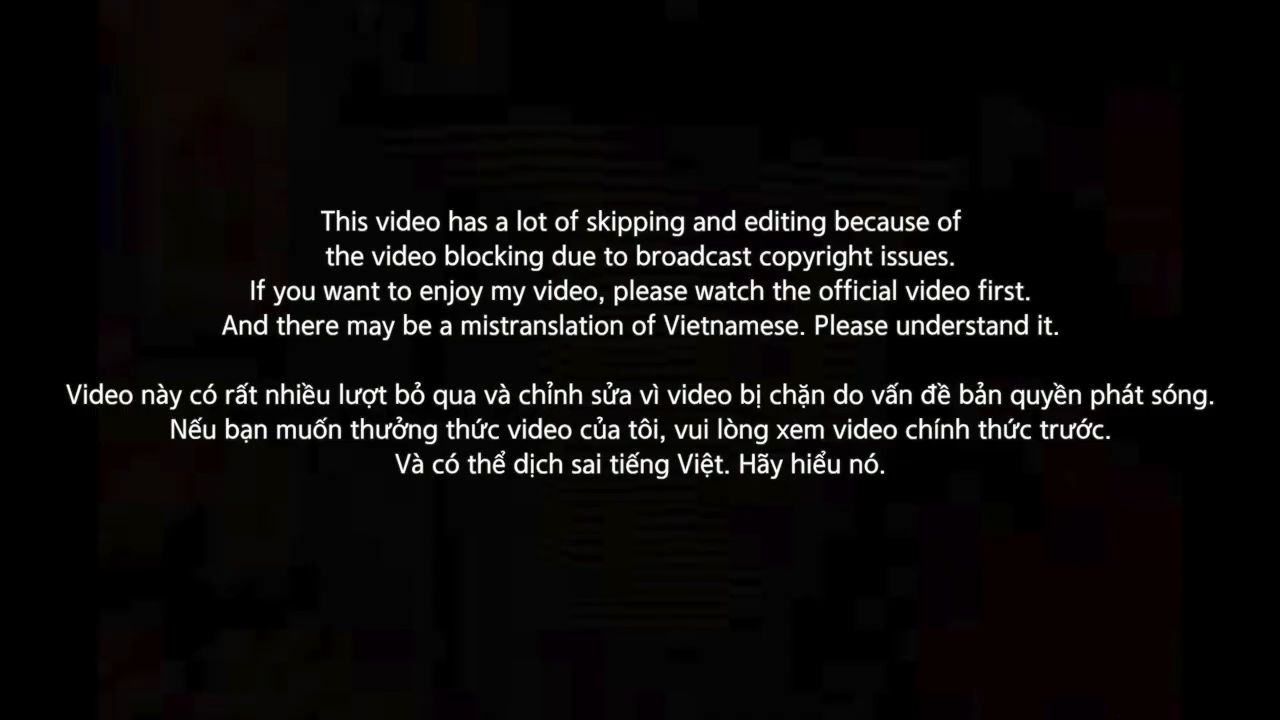 This video has a lot of skipping and editing because of
the video blocking due to broadcast copyright issues.
If you want to enjoy my video, please watch the official video first.
And there may be a mistranslation of Vietnamese. Please understand it.
Video này có rất nhiều lượt bỏ qua và chỉnh sửa vì video bị chặn do vấn đề bản quyền phát sóng.
Nếu bạn muốn thưởng thức video của tôi, vui lòng xem video chính thức trước.
Và có thể dịch sai tiếng Việt. Hãy hiểu nó.